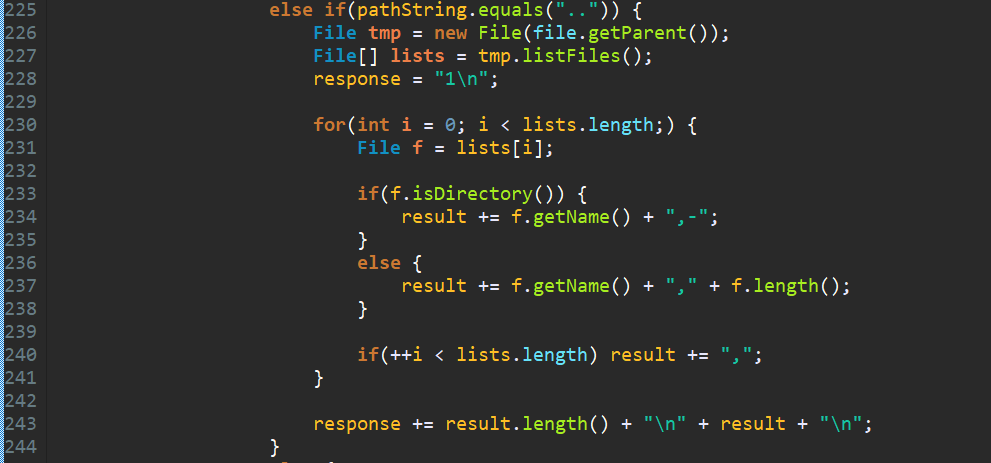 225 else if(pathString.equals("..")) {
226 File tmp = new File(file.getParent());
227 File[] lists = tmp.listFiles();
228 response = "1\n";
229
230 for(int i = 0; i < lists.length;) {
231 File f = lists[i];
232
233 if(f.isDirectory()) {
234 result += f.getName() + ",-";
235 }
236 else {
237 result += f.getName() + "," + f.length();
238 }
239
240 if(++i < lists.length) result += ",";
241 }
242
243 response += result.length() + "\n" + result + "\n";
244 }